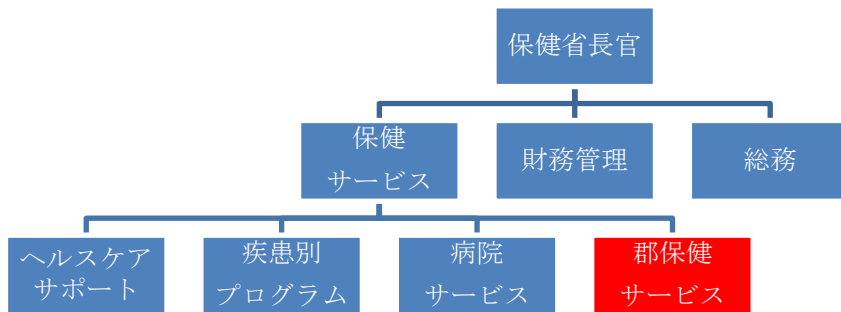 保健省長官
保健
サービス
財務管理
総務
ヘルスケア
サポート
疾患別
プログラム
病院
サービス
郡保健
サービス